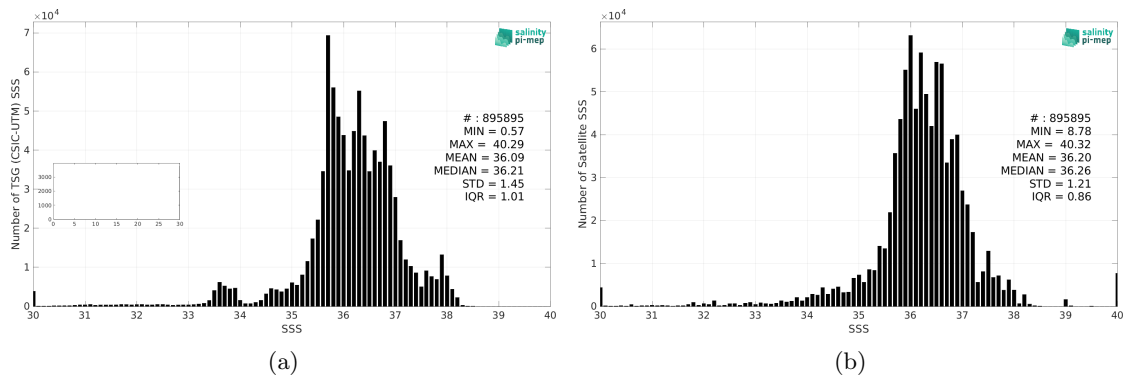 ×10⁴
7
6
5
4
3
2
1
0
Number of TSG (CSIC-UTM) SSS
3000
2000
1000
0
0 5 10 15 20 25 30
salinity
pi-mep
# : 895895
MIN = 0.57
MAX = 40.29
MEAN = 36.09
MEDIAN = 36.21
STD = 1.45
IQR = 1.01
30 31 32 33 34 35 36 37 38 39 40
SSS
(a)
×10⁴
6
5
4
3
2
1
0
Number of Satellite SSS
salinity
pi-mep
# : 895895
MIN = 8.78
MAX = 40.32
MEAN = 36.20
MEDIAN = 36.26
STD = 1.21
IQR = 0.86
30 31 32 33 34 35 36 37 38 39 40
SSS
(b)